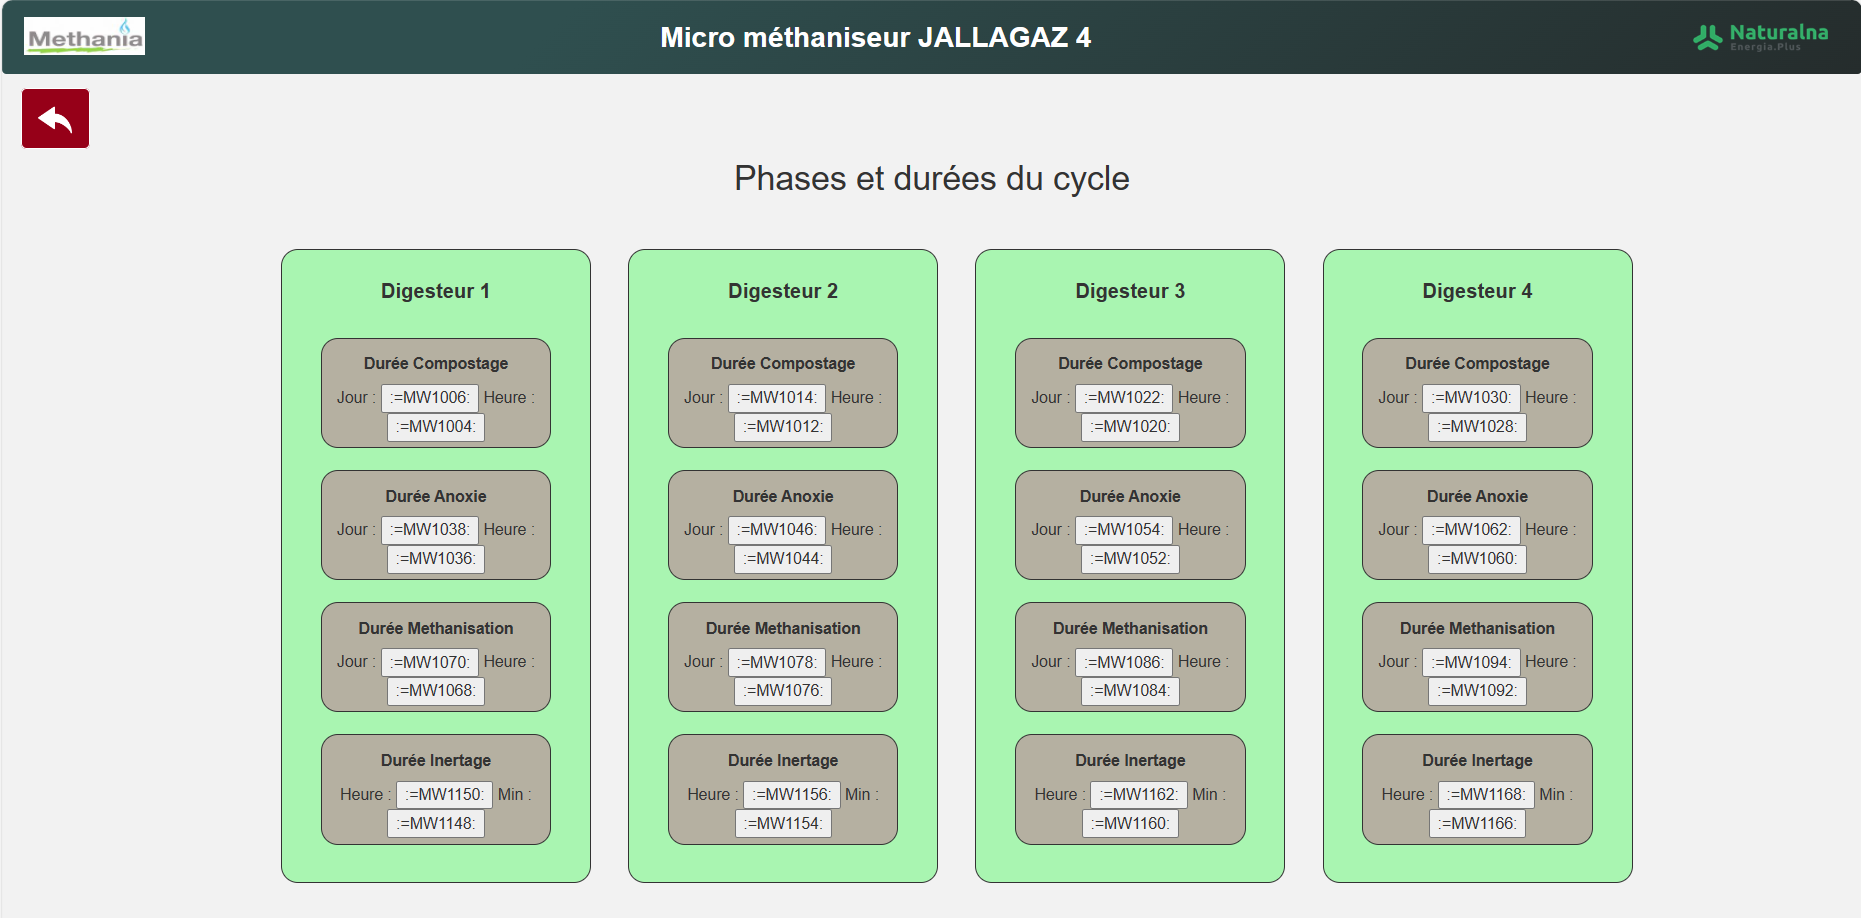 Methania
Micro méthaniseur JALLAGAZ 4
Naturalna
Energia.Plus
Phases et durées du cycle
Digesteur 1
Durée Compostage
Jour : :=MW1006: Heure :
:=MW1004:
Durée Anoxie
Jour : :=MW1038: Heure :
:=MW1036:
Durée Methanisation
Jour : :=MW1070: Heure :
:=MW1068:
Durée Inertage
Heure : :=MW1150: Min :
:=MW1148:
Digesteur 2
Durée Compostage
Jour : :=MW1014: Heure :
:=MW1012:
Durée Anoxie
Jour : :=MW1046: Heure :
:=MW1044:
Durée Methanisation
Jour : :=MW1078: Heure :
:=MW1076:
Durée Inertage
Heure : :=MW1156: Min :
:=MW1154:
Digesteur 3
Durée Compostage
Jour : :=MW1022: Heure :
:=MW1020:
Durée Anoxie
Jour : :=MW1054: Heure :
:=MW1052:
Durée Methanisation
Jour : :=MW1086: Heure :
:=MW1084:
Durée Inertage
Heure : :=MW1162: Min :
:=MW1160:
Digesteur 4
Durée Compostage
Jour : :=MW1030: Heure :
:=MW1028:
Durée Anoxie
Jour : :=MW1062: Heure :
:=MW1060:
Durée Methanisation
Jour : :=MW1094: Heure :
:=MW1092:
Durée Inertage
Heure : :=MW1168: Min :
:=MW1166: